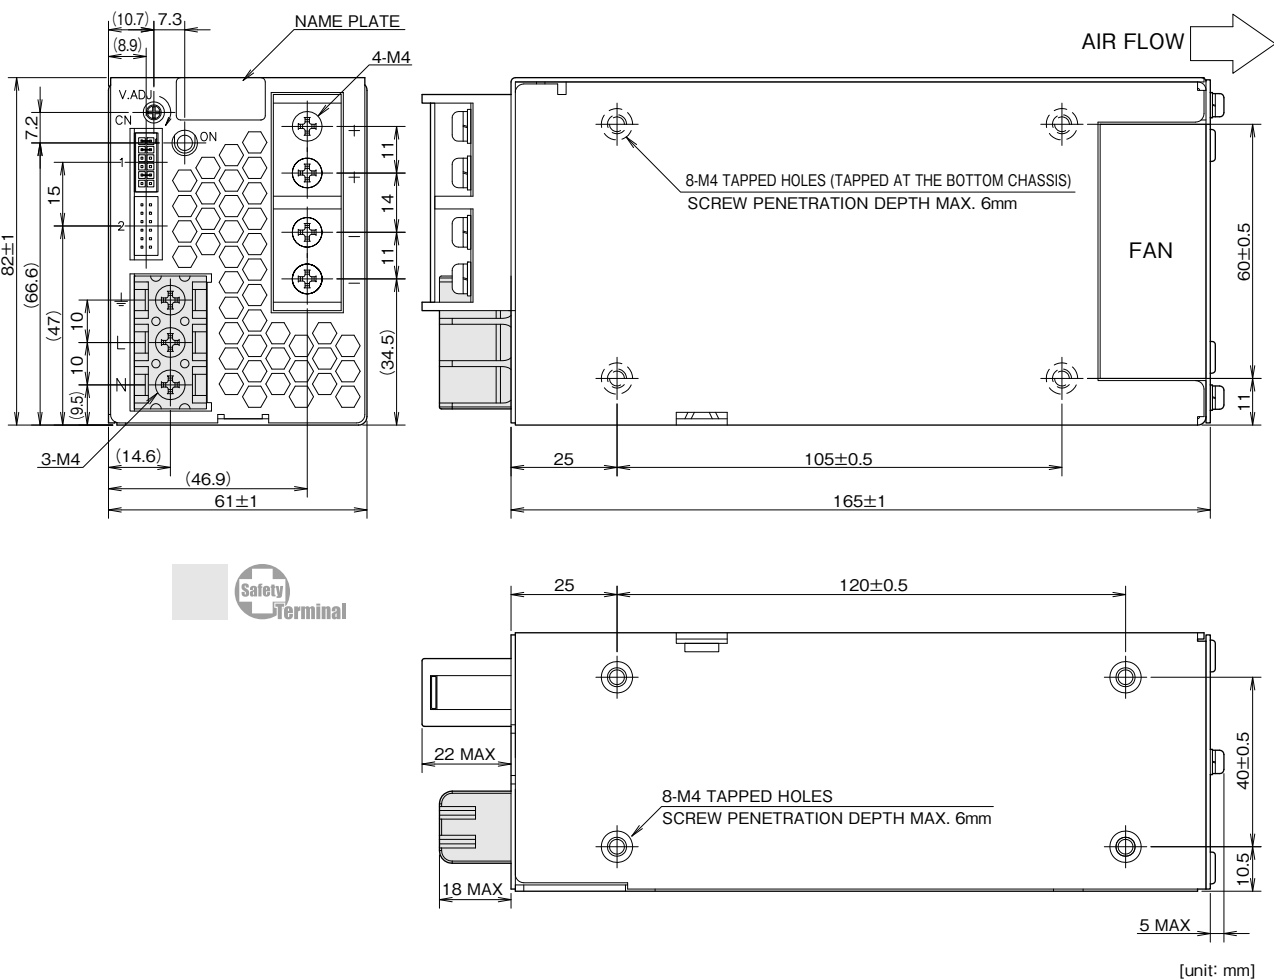 (10.7) 7.3
(8.9)
NAME PLATE
4-M4
V.ADJ
CN
ON
1
2
+
+
−
−
L
N
7.2
15
82±1
(66.6)
(47)
10
10
(9.5)
11
14
11
(34.5)
3-M4
(14.6)
(46.9)
61±1
AIR FLOW
8-M4 TAPPED HOLES (TAPPED AT THE BOTTOM CHASSIS)
SCREW PENETRATION DEPTH MAX. 6mm
FAN
60±0.5
11
25
105±0.5
165±1
Safety
Terminal
25
120±0.5
22 MAX
8-M4 TAPPED HOLES
SCREW PENETRATION DEPTH MAX. 6mm
18 MAX
40±0.5
10.5
5 MAX
[unit: mm]